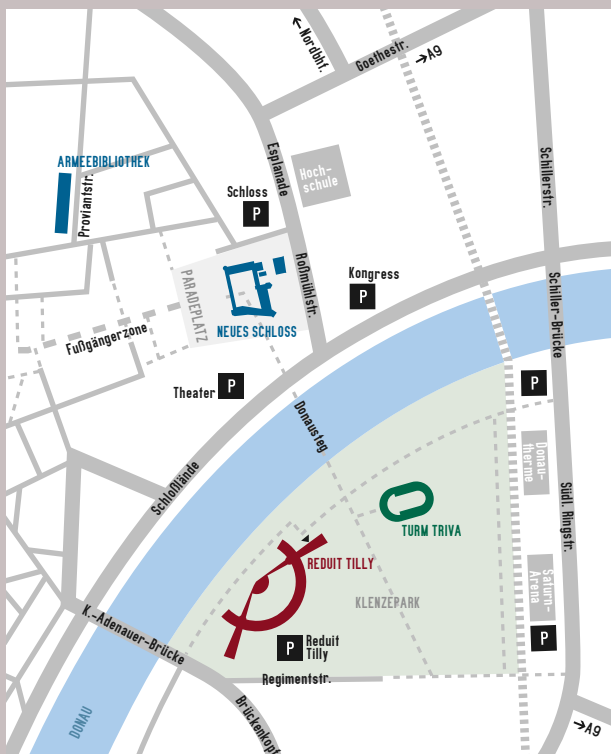 Nordbhf.
Goethestr.
A9
Esplanade
Hoch-
schule
Schillerstr.
ARMEEBIBLIOTHEK
Proviantstr.
Schloss
P
PARADEPLATZ
NEUES SCHLOSS
Roßmühlstr.
Kongress
P
Schiller-Brücke
Fußgängerzone
Theater
P
Donausteg
P
Donau-
therme
Schloßlände
Südl. Ringstr.
TURM TRIVA
REDUIT TILLY
KLENZEPARK
Saturn-
Arena
P
K.-Adenauer-Brücke
P
Reduit
Tilly
Regimentstr.
DONAU
Brückenkopf
A9